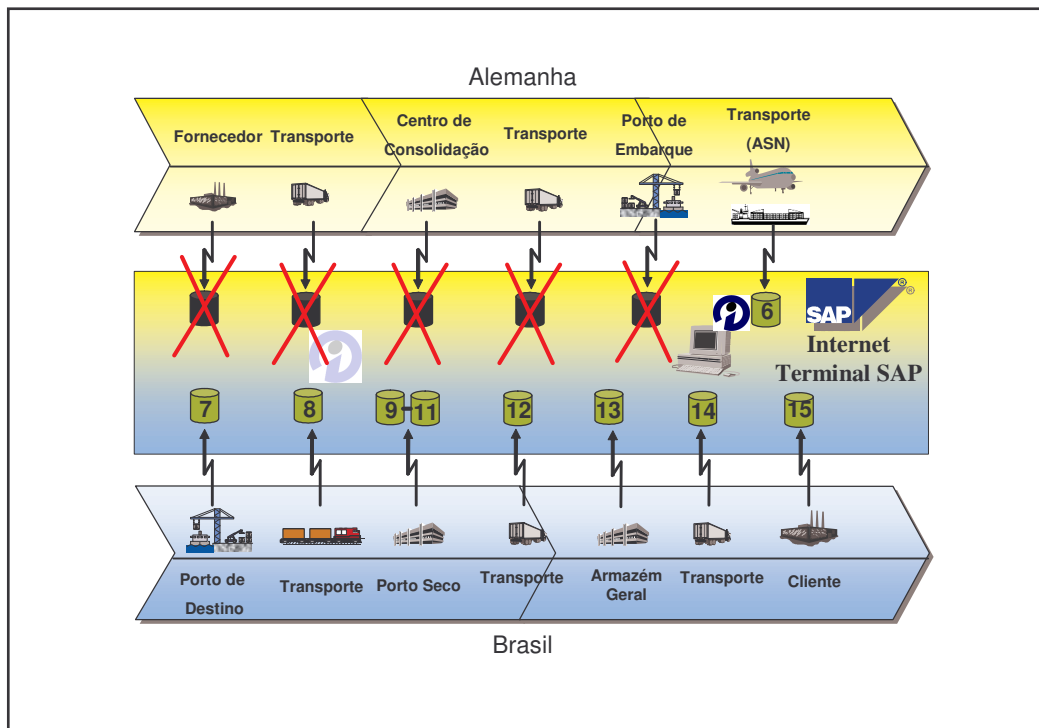 Alemanha
Fornecedor
Transporte
Centro de
Consolidação
Transporte
Porto de
Embarque
Transporte
(ASN)
6
SAP
®
®
Internet
Terminal SAP
7
8
9-11
12
13
14
15
Porto de
Destino
Transporte
Porto Seco
Transporte
Armazém
Geral
Transporte
Cliente
Brasil